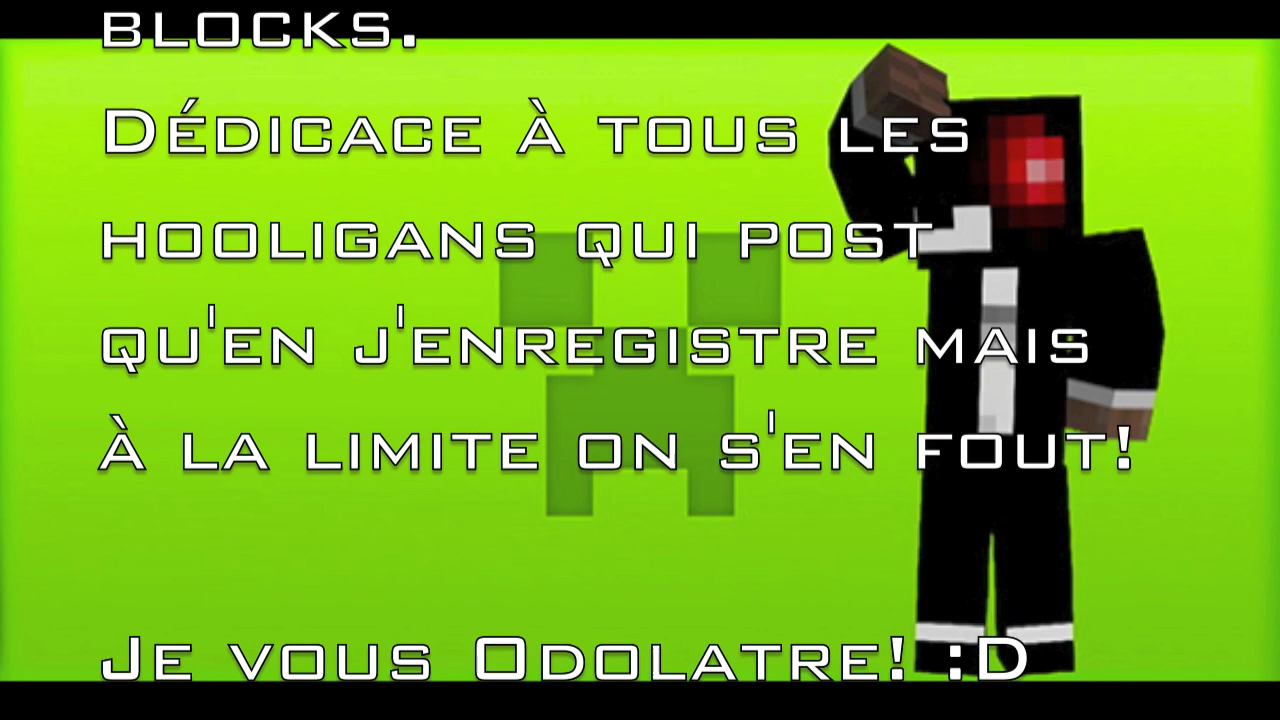 BLOCKS.
DÉDICACE À TOUS LES
HOOLIGANS QUI POST
QU'EN J'ENREGISTRE MAIS
À LA LIMITE ON S'EN FOUT!
JE VOUS ODOLATRE! :D